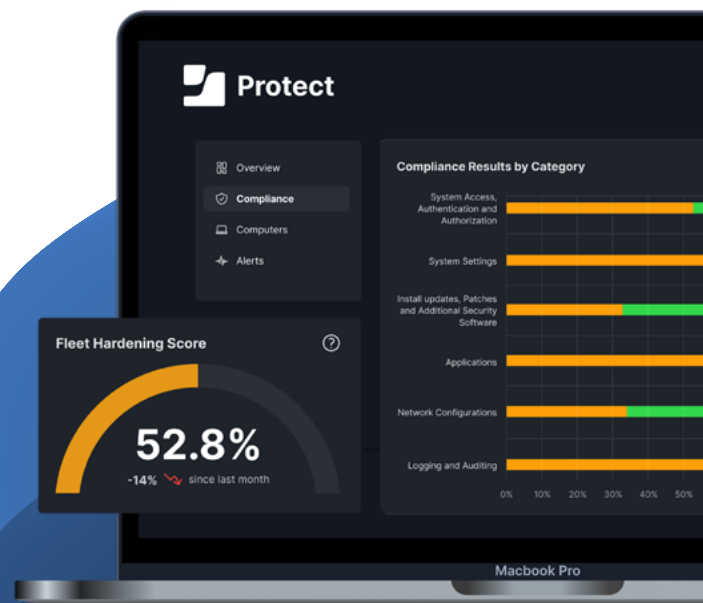 Protect
Overview
Compliance
Computers
Alerts
Compliance Results by Category
System Access,
Authentication and
Authorization
System Settings
Install updates, Patches
and Additional Security
Software
Applications
Network Configurations
Logging and Auditing
0% 10% 20% 30% 40% 50%
Fleet Hardening Score
?
52.8%
-14% since last month
Macbook Pro